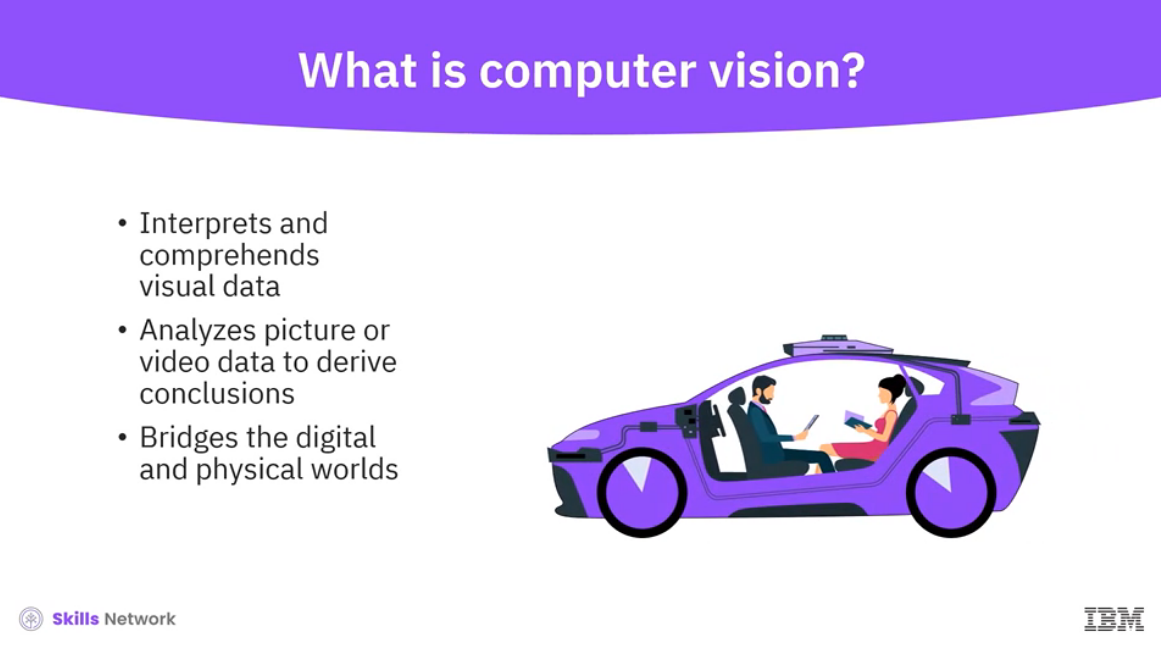 What is computer vision?
• Interprets and
comprehends
visual data
• Analyzes picture or
video data to derive
conclusions
• Bridges the digital
and physical worlds
Skills Network
IBM